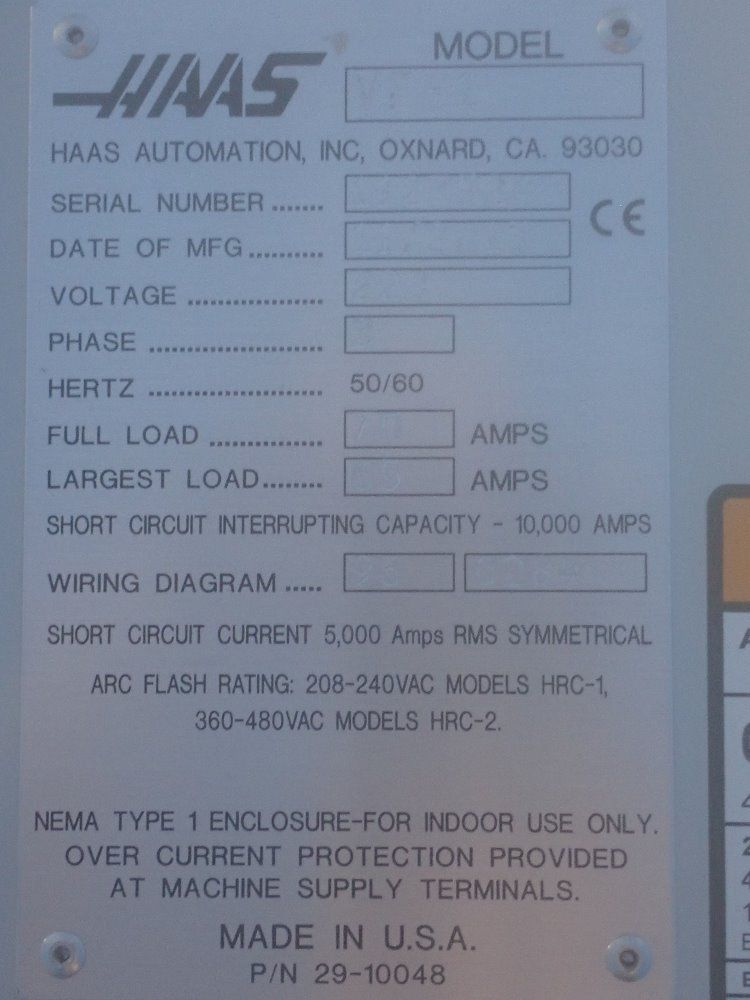 HAAS
MODEL
HAAS AUTOMATION, INC, OXNARD, CA. 93030
SERIAL NUMBER .......
CE
DATE OF MFG..........
VOLTAGE ..................
PHASE .......................
HERTZ ....................... 50/60
FULL LOAD ............... AMPS
LARGEST LOAD........ AMPS
SHORT CIRCUIT INTERRUPTING CAPACITY - 10,000 AMPS
WIRING DIAGRAM .....
SHORT CIRCUIT CURRENT 5,000 Amps RMS SYMMETRICAL
ARC FLASH RATING: 208-240VAC MODELS HRC-1,
360-480VAC MODELS HRC-2.
NEMA TYPE 1 ENCLOSURE-FOR INDOOR USE ONLY.
OVER CURRENT PROTECTION PROVIDED
AT MACHINE SUPPLY TERMINALS.
MADE IN U.S.A.
P/N 29-10048